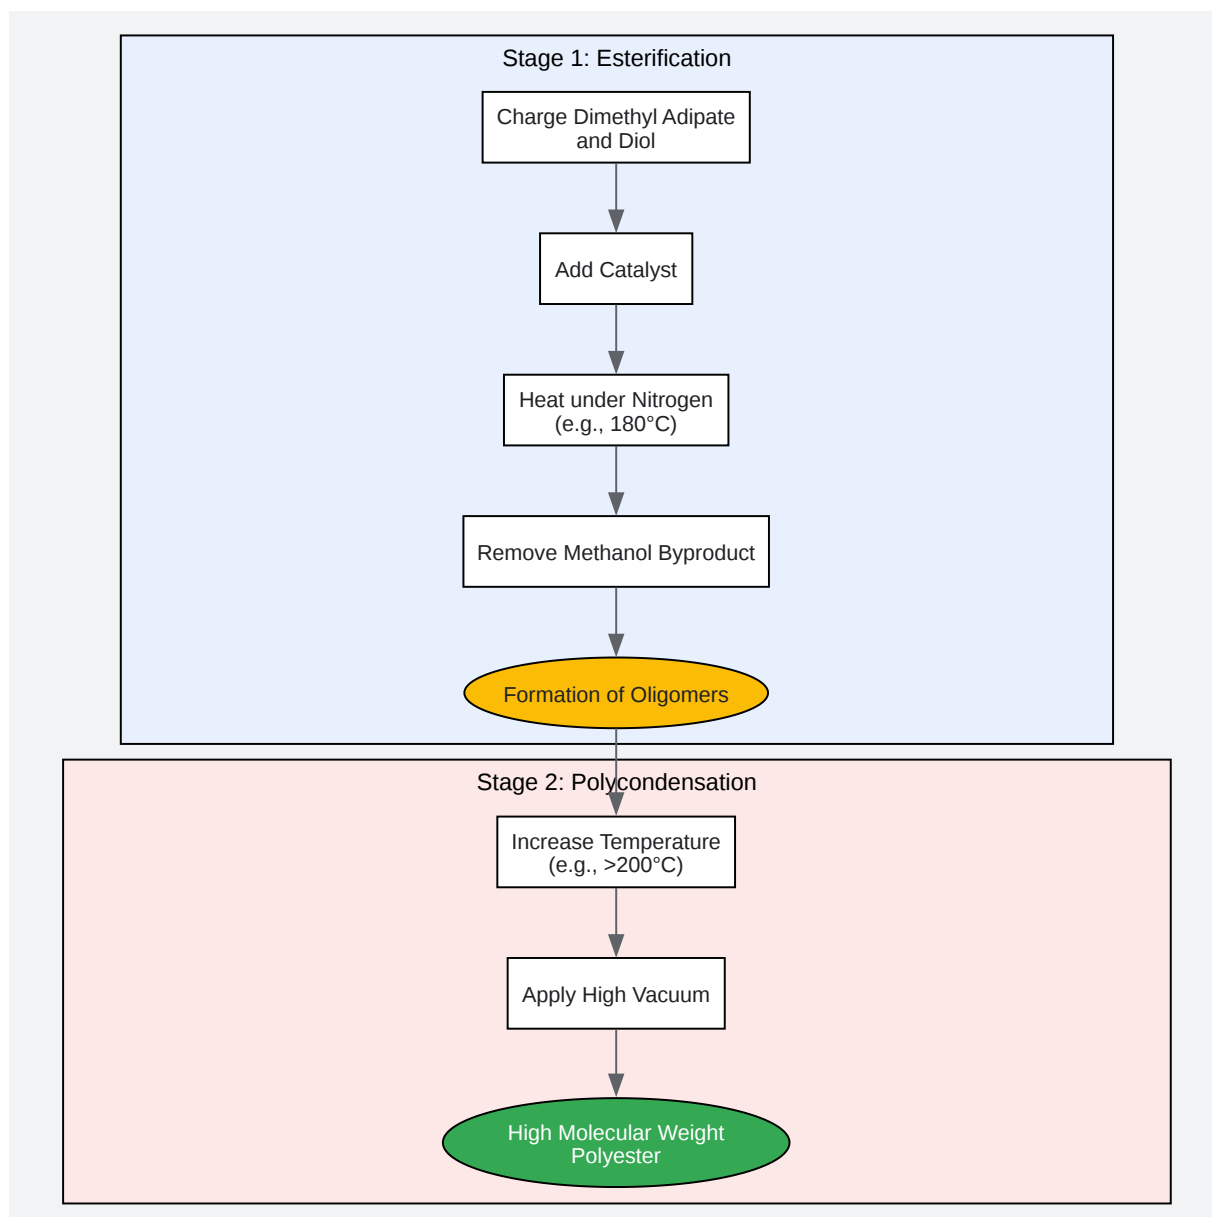 Stage 1: Esterification
Charge Dimethyl Adipate
and Diol
Add Catalyst
Heat under Nitrogen
(e.g., 180°C)
Remove Methanol Byproduct
Formation of Oligomers
Stage 2: Polycondensation
Increase Temperature
(e.g., >200°C)
Apply High Vacuum
High Molecular Weight
Polyester